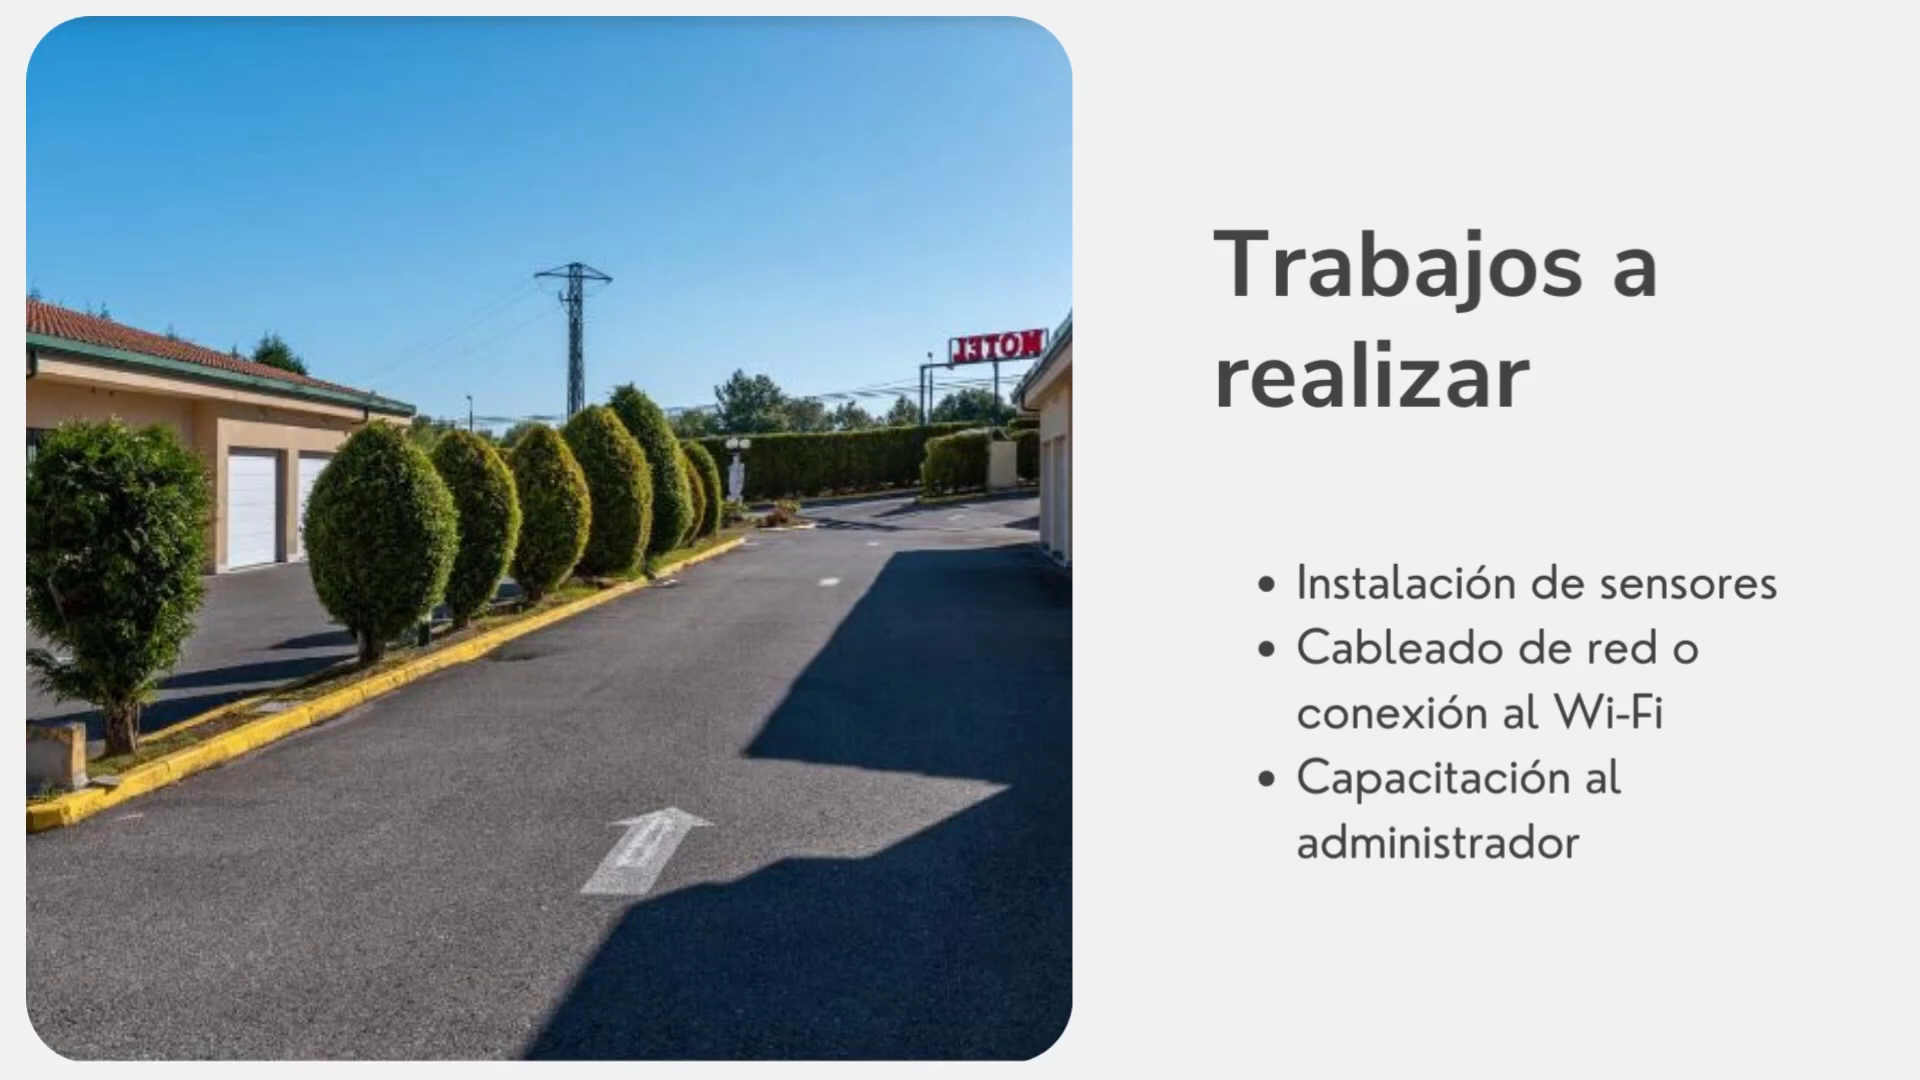 MOTEL
Trabajos a
realizar
Instalación de sensores
Cableado de red o
conexión al Wi-Fi
Capacitación al
administrador